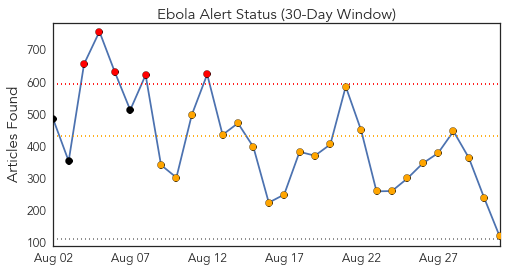 Ebola Alert Status (30-Day Window)
Articles Found
700
600
500
400
300
200
100
Aug 02
Aug 07
Aug 12
Aug 17
Aug 22
Aug 27